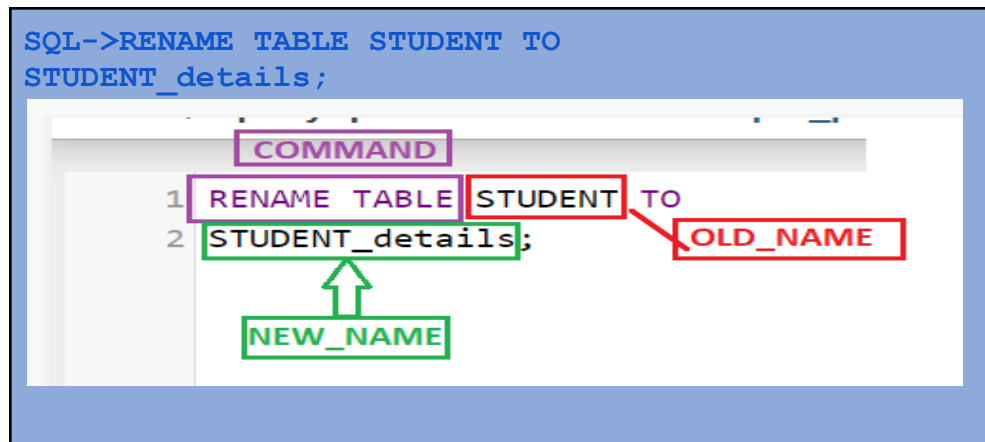 SQL->RENAME TABLE STUDENT TO
STUDENT_details;
COMMAND
1 RENAME TABLE STUDENT TO
2 STUDENT_details;
OLD_NAME
NEW_NAME